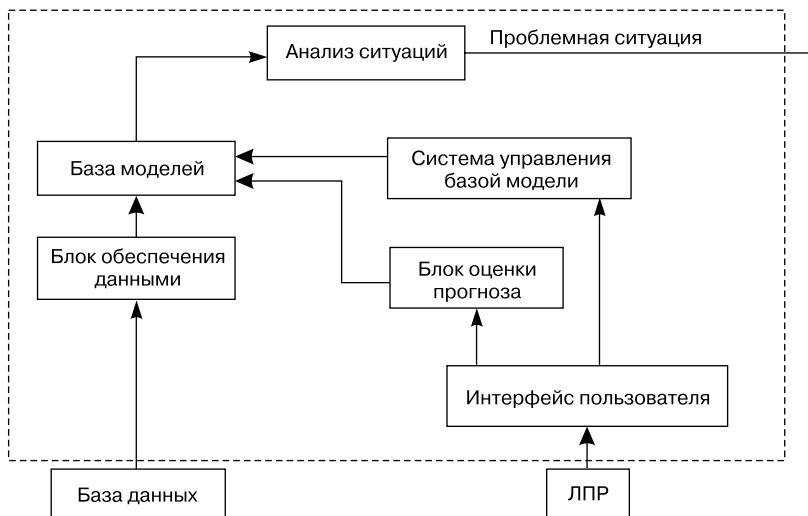 Анализ ситуаций
Проблемная ситуация
База моделей
Система управления
базой модели
Блок обеспечения
данными
Блок оценки
прогноза
Интерфейс пользователя
База данных
ЛПР